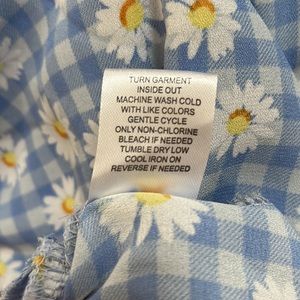 TURN GARMENT
INSIDE OUT
MACHINE WASH COLD
WITH LIKE COLORS
GENTLE CYCLE
ONLY NON-CHLORINE
BLEACH IF NEEDED
TUMBLE DRY LOW
COOL IRON ON
REVERSE IF NEEDED